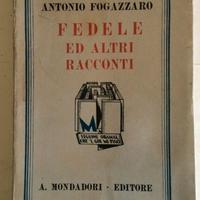 ANTONIO FOGAZZARO
FEDELE
ED ALTRI
RACCONTI
A. MONDADORI - EDITORE